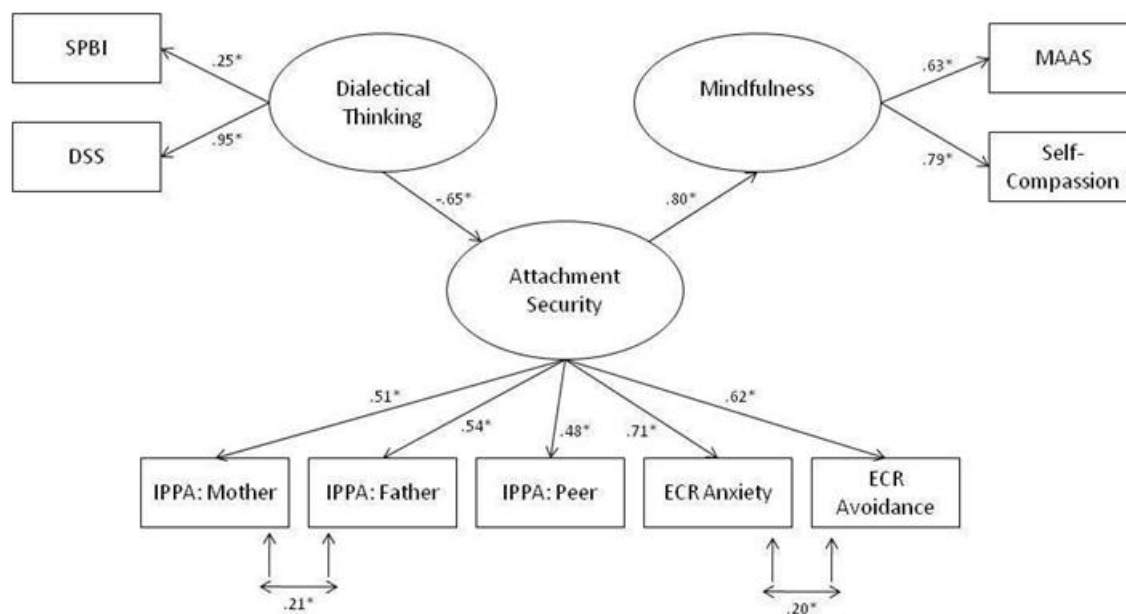 SPBI
.25*
Dialectical
Thinking
DSS
.95*
Mindfulness
.63*
MAAS
.79*
Self-
Compassion
-.65*
.80*
Attachment
Security
.51*
.54*
.48*
.71*
.62*
IPPA: Mother
IPPA: Father
IPPA: Peer
ECR Anxiety
ECR
Avoidance
.21*
.20*